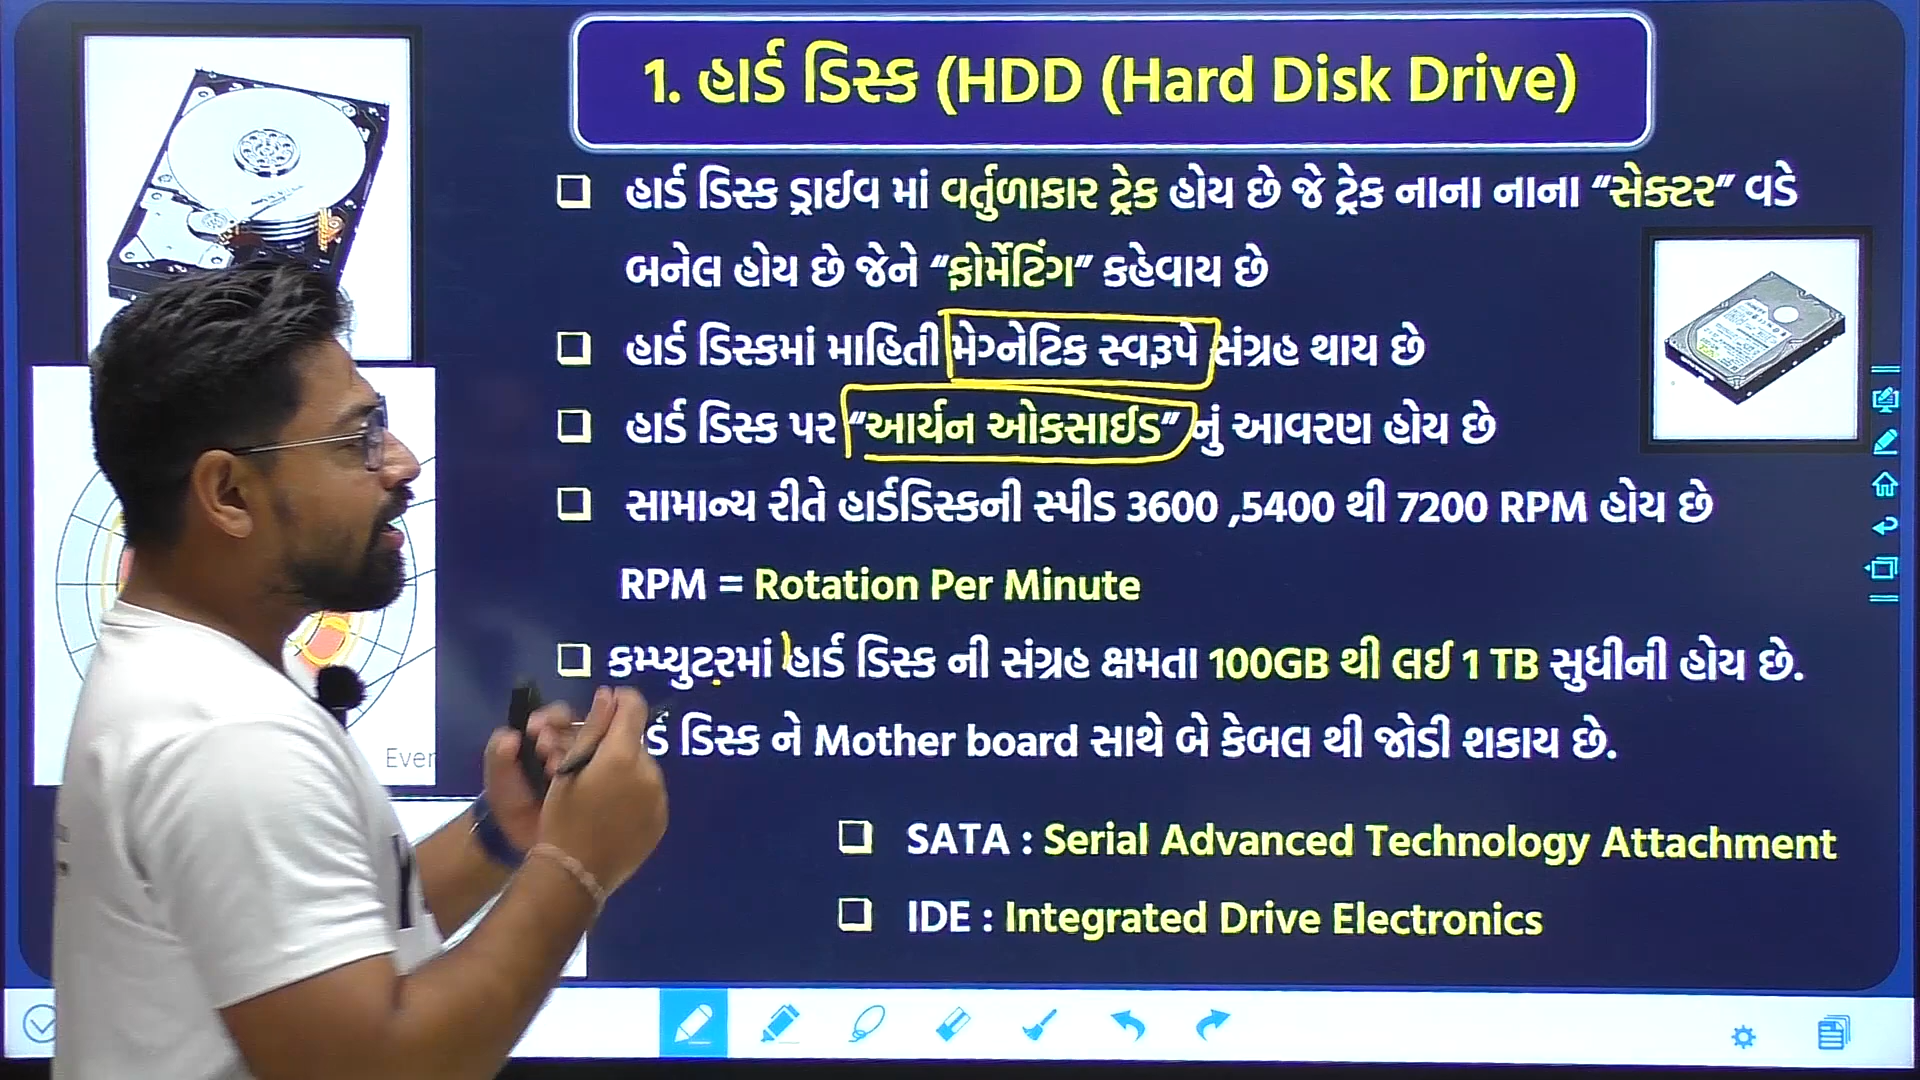 1. હાર્ડ ડિસ્ક (HDD (Hard Disk Drive)
હાર્ડ ડિસ્ક ડ્રાઈવ માં વર્તુળાકાર ટ્રેક હોય છે જે ટ્રેક નાના નાના “સેક્ટર” વડે
બનેલ હોય છે જેને “ફોર્મેટિંગ” કહેવાય છે
હાર્ડ ડિસ્કમાં માહિતી મેગ્નેટિક સ્વરૂપે સંગ્રહ થાય છે
હાર્ડ ડિસ્ક પર “આર્યન ઓકસાઈડ” નું આવરણ હોય છે
સામાન્ય રીતે હાર્ડડિસ્કની સ્પીડ 3600 ,5400 થી 7200 RPM હોય છે
RPM = Rotation Per Minute
કમ્પ્યુટરમાં હાર્ડ ડિસ્ક ની સંગ્રહ ક્ષમતા 100GB થી લઈ 1 TB સુધીની હોય છે.
ડિસ્ક ને Mother board સાથે બે કેબલ થી જોડી શકાય છે.
SATA : Serial Advanced Technology Attachment
IDE : Integrated Drive Electronics